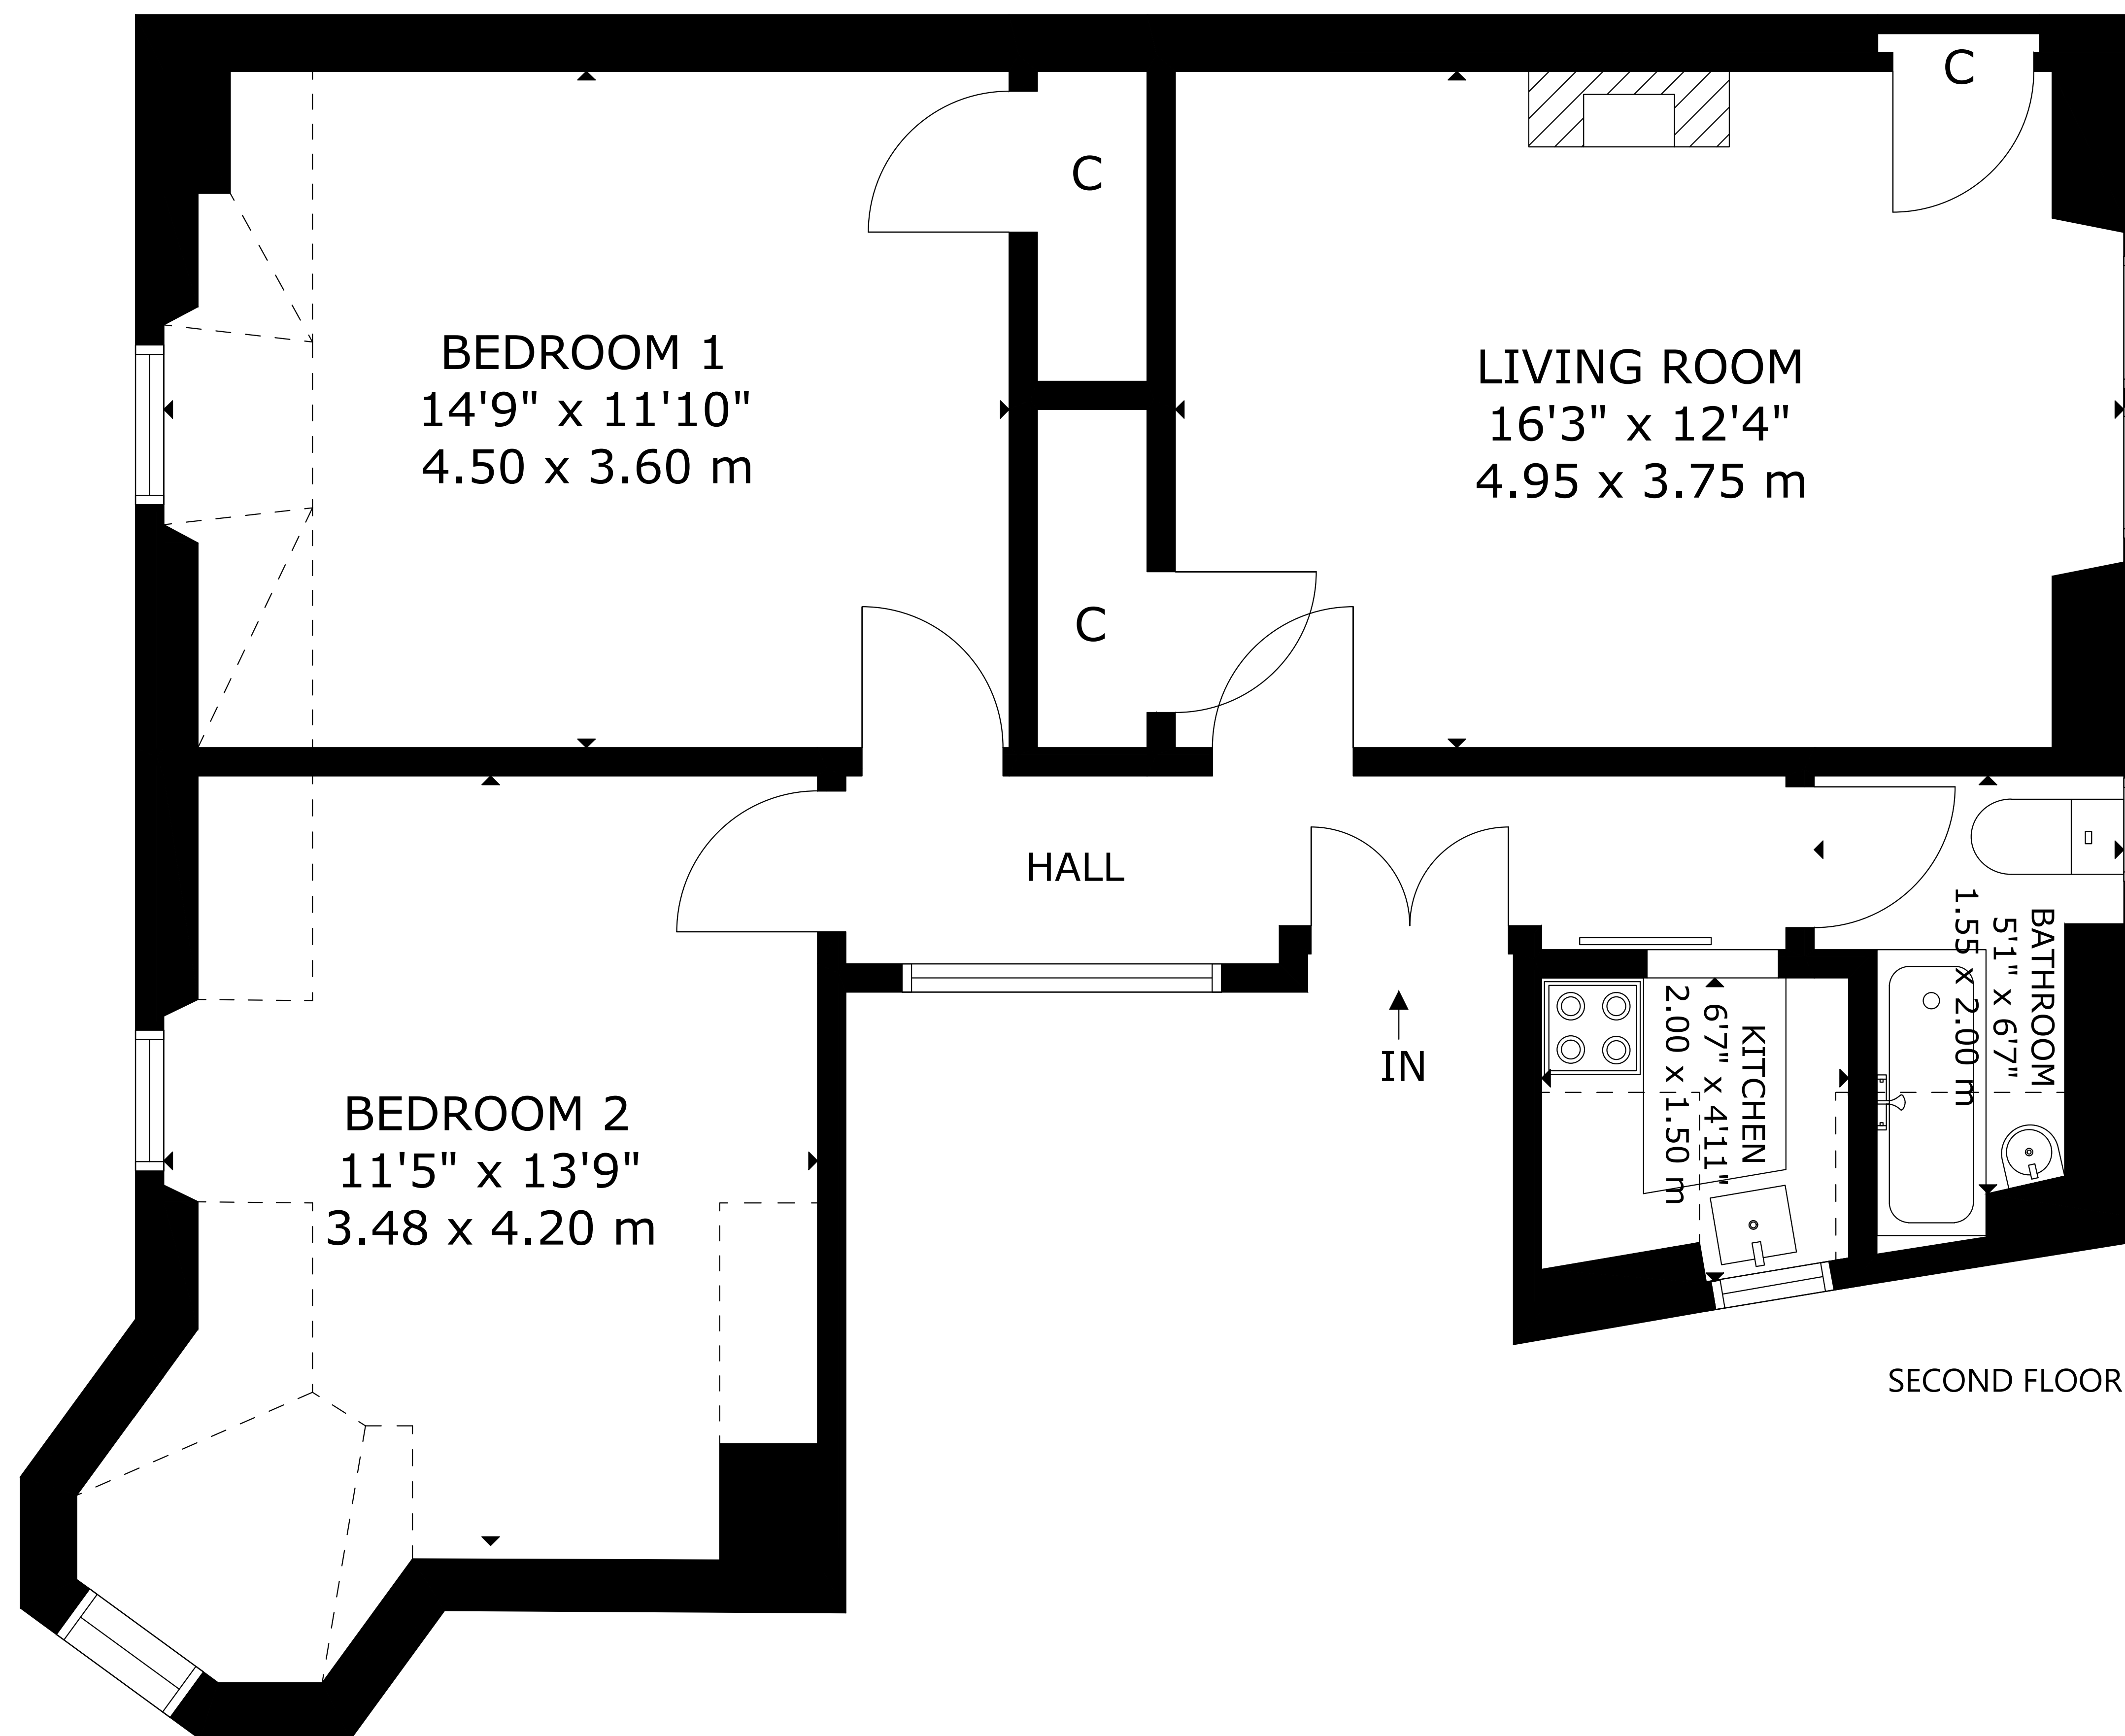 C
C
BEDROOM 1
14'9" x 11'10"
4.50 x 3.60 m
LIVING ROOM
16'3" x 12'4"
4.95 x 3.75 m
C
HALL
IN
BATHROOM
5'1" x 6'7"
1.55 x 2.00 m
KITCHEN
6'7" x 4'11"
2.00 x 1.50 m
BEDROOM 2
11'5" x 13'9"
3.48 x 4.20 m
SECOND FLOOR